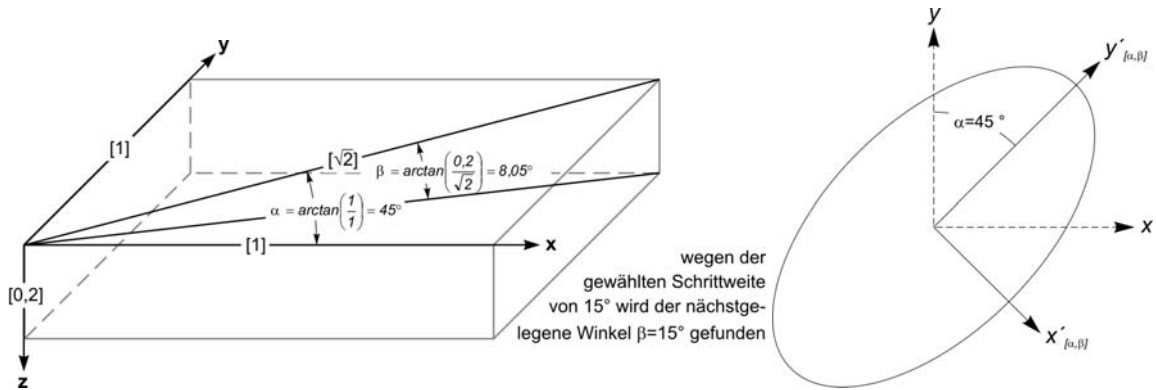 y
[1]
[√2]
β = arctan(0,2/√2) = 8,05°
α = arctan(1/1) = 45°
[1]
x
[0,2]
z
wegen der
gewählten Schrittweite
von 15° wird der nächstge-
legene Winkel β=15° gefunden
y
y´[α,β]
α=45 °
x
x´[α,β]